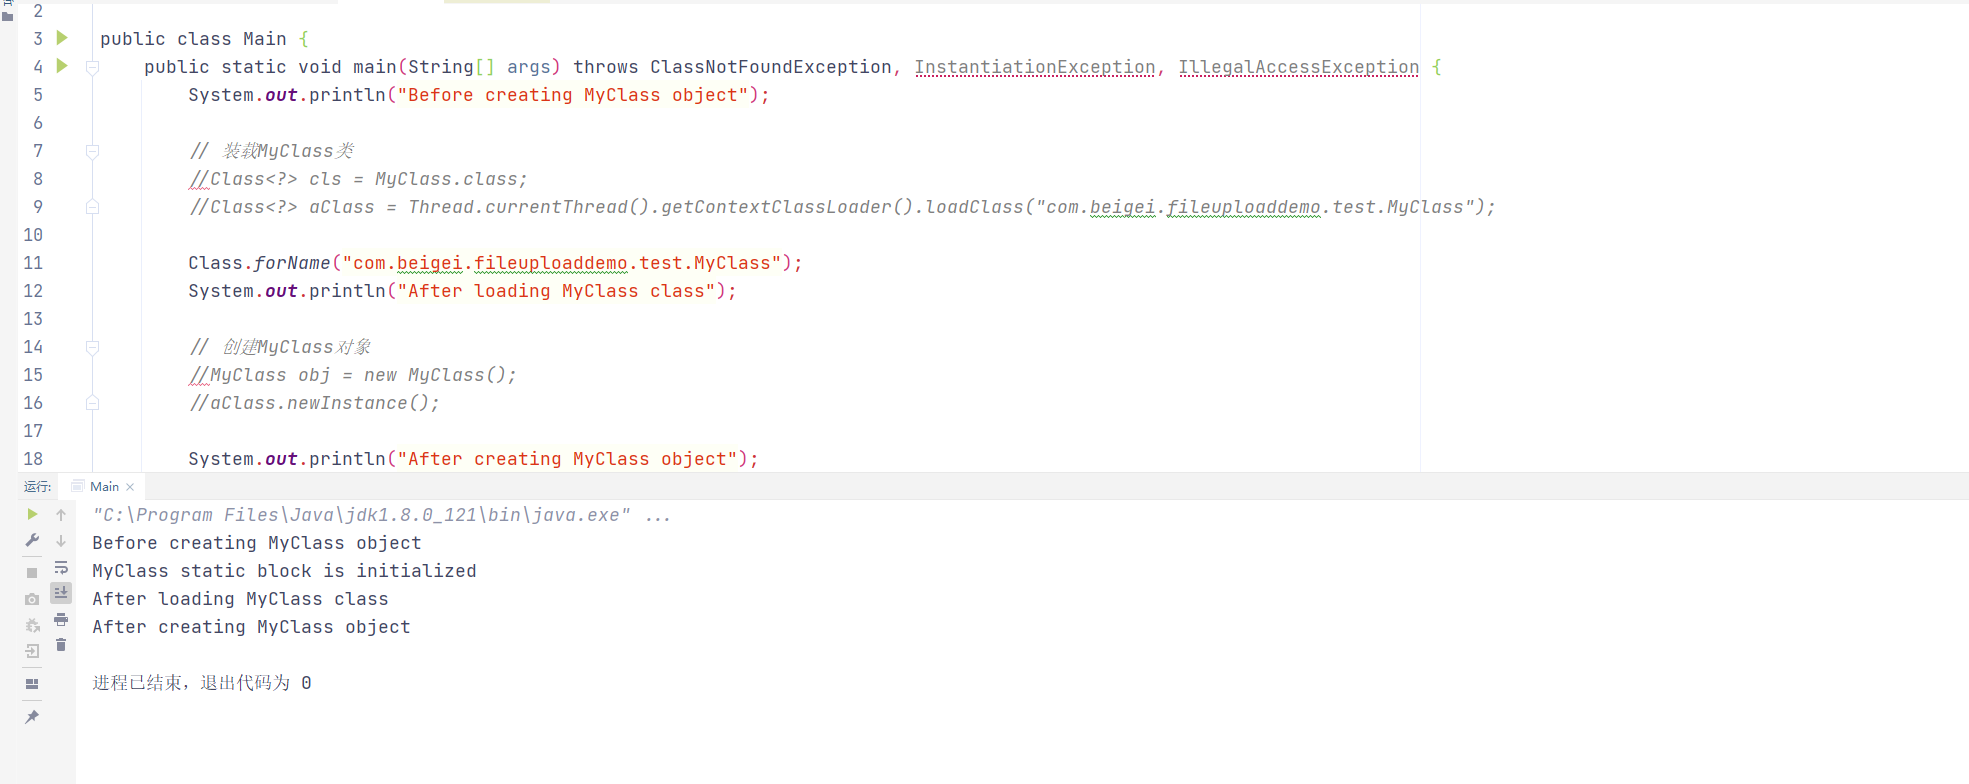 2
3 public class Main {
4 public static void main(String[] args) throws ClassNotFoundException, InstantiationException, IllegalAccessException {
5 System.out.println("Before creating MyClass object");
6
7 // 装载MyClass类
8 //Class<?> cls = MyClass.class;
9 //Class<?> aClass = Thread.currentThread().getContextClassLoader().loadClass("com.beigei.fileuploaddemo.test.MyClass");
10
11 Class.forName("com.beigei.fileuploaddemo.test.MyClass");
12 System.out.println("After loading MyClass class");
13
14 // 创建MyClass对象
15 //MyClass obj = new MyClass();
16 //aClass.newInstance();
17
18 System.out.println("After creating MyClass object");
运行: Main
"C:\Program Files\Java\jdk1.8.0_121\bin\java.exe" ...
Before creating MyClass object
MyClass static block is initialized
After loading MyClass class
After creating MyClass object
进程已结束，退出代码为 0